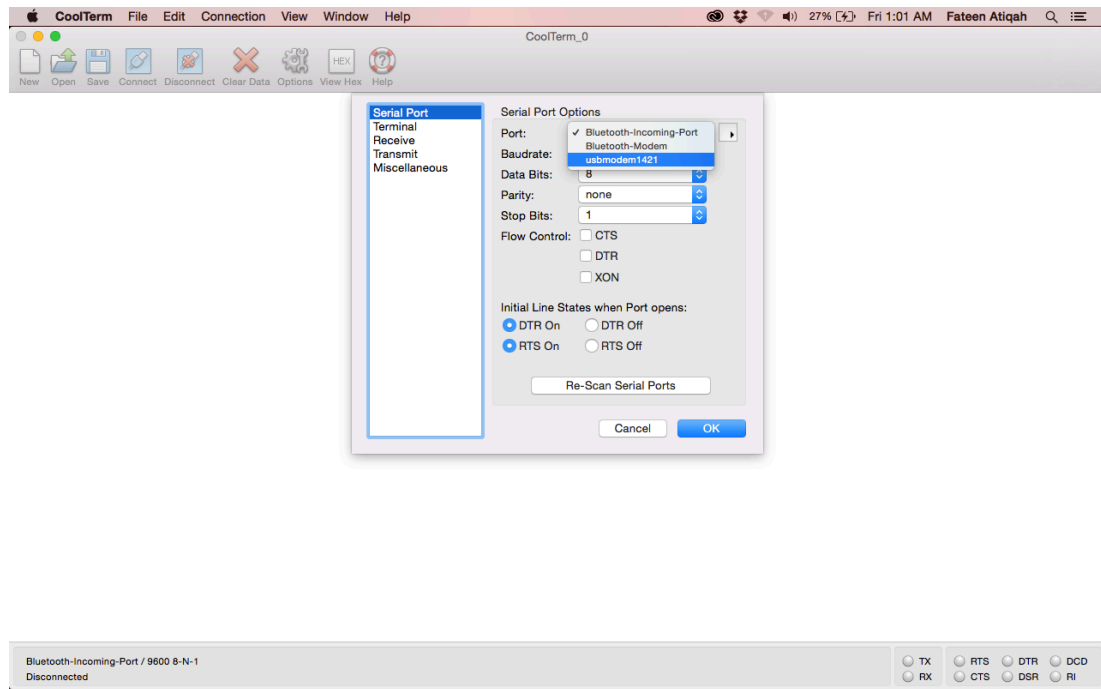 CoolTerm File Edit Connection View Window Help 27% Fri 1:01 AM Fateen Atiqah
CoolTerm_0
HEX
New Open Save Connect Disconnect Clear Data Options View Hex Help
Serial Port
Terminal
Receive
Transmit
Miscellaneous
Serial Port Options
Port: ✓ Bluetooth-Incoming-Port
Bluetooth-Modem
usbmodem1421
Baudrate:
Data Bits: 8
Parity: none
Stop Bits: 1
Flow Control: CTS
DTR
XON
Initial Line States when Port opens:
DTR On DTR Off
RTS On RTS Off
Re-Scan Serial Ports
Cancel OK
Bluetooth-Incoming-Port / 9600 8-N-1
Disconnected
TX RTS DTR DCD
RX CTS DSR RI